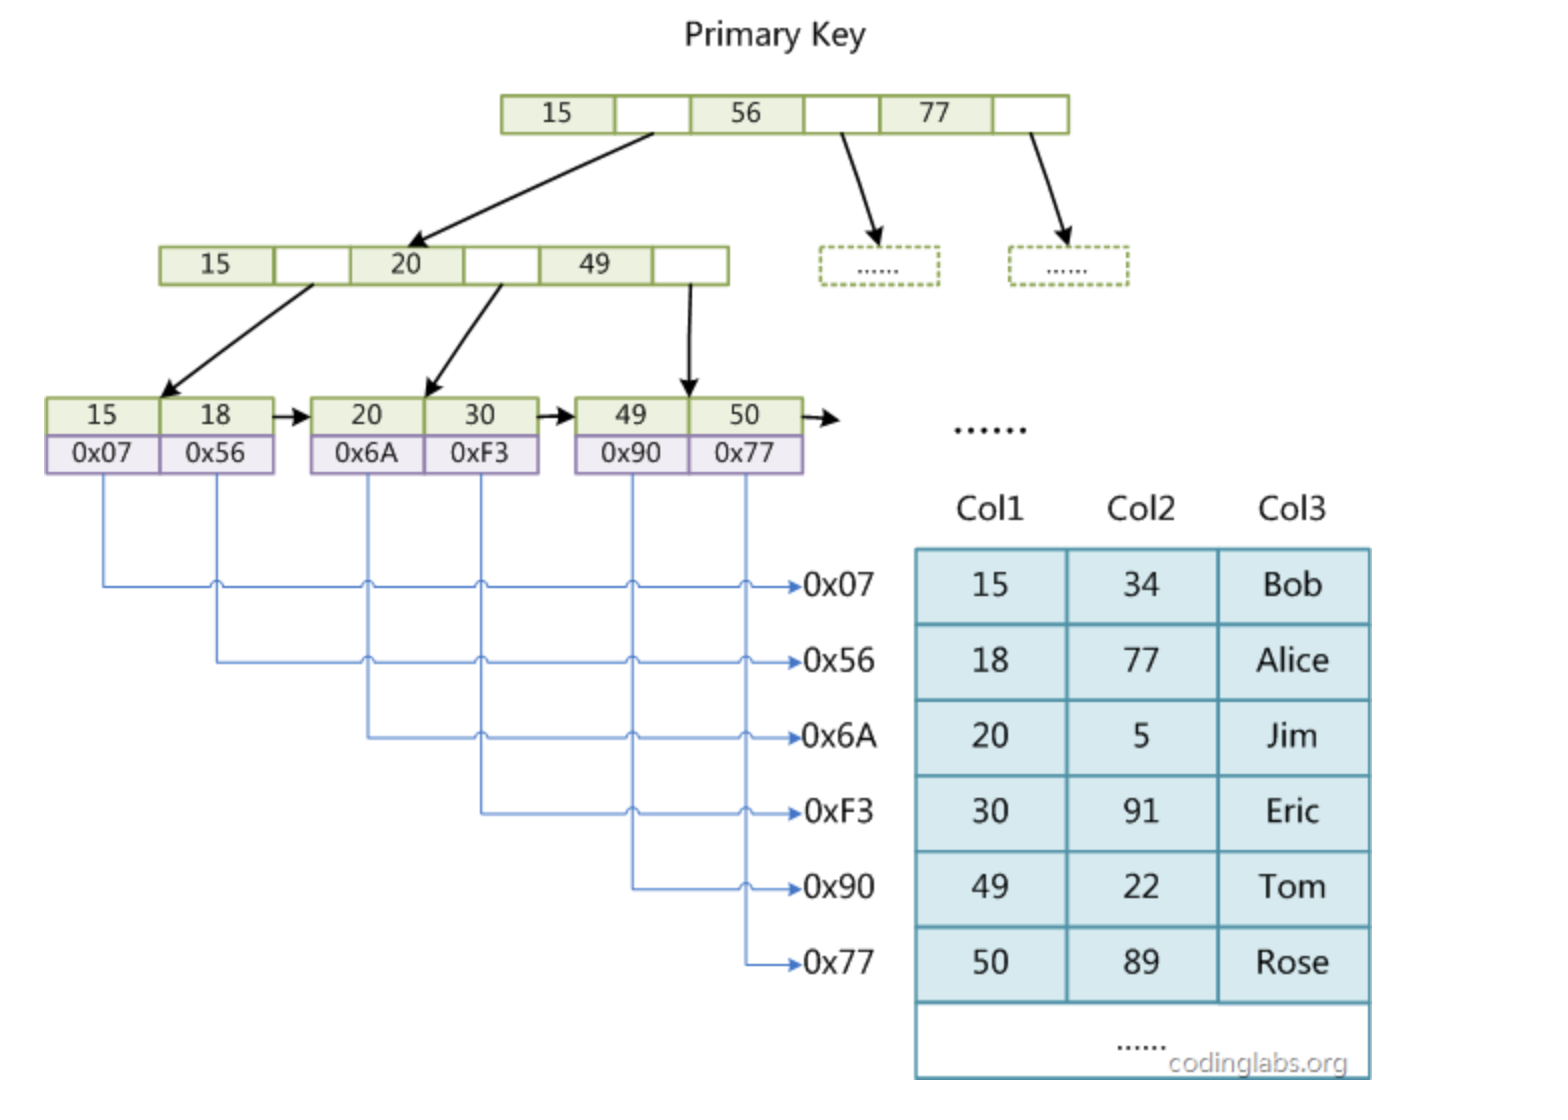 Primary Key
15 56 77
15 20 49
...... ......
15 18 20 30 49 50
0x07 0x56 0x6A 0xF3 0x90 0x77
......
Col1 Col2 Col3
0x07 15 34 Bob
0x56 18 77 Alice
0x6A 20 5 Jim
0xF3 30 91 Eric
0x90 49 22 Tom
0x77 50 89 Rose
......
codinglabs.org